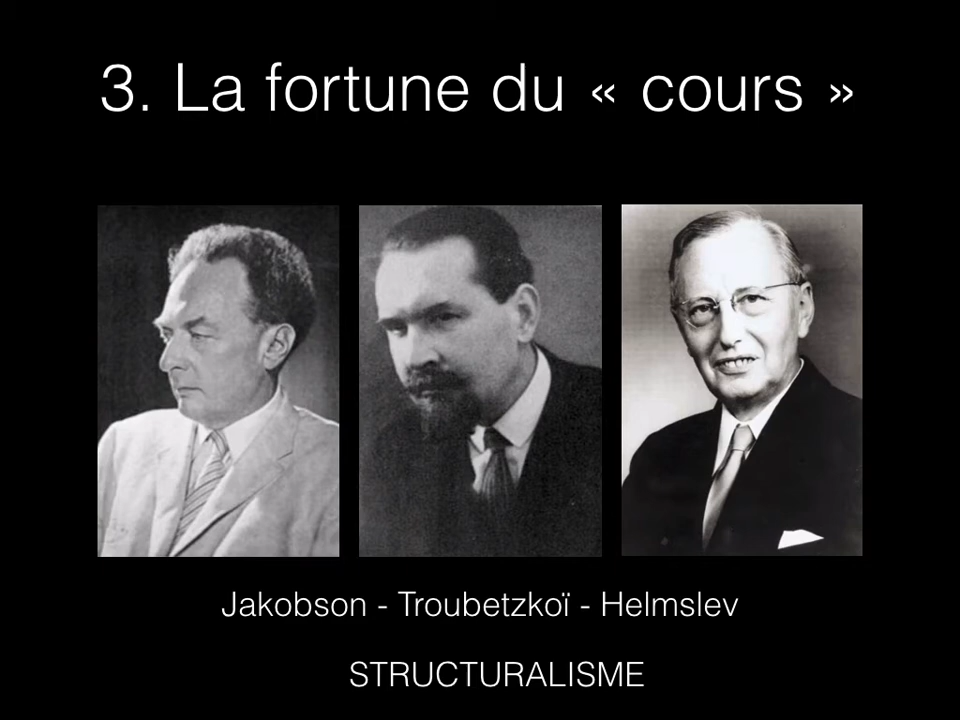 3. La fortune du « cours »
Jakobson - Troubetzkoï - Helmslev
STRUCTURALISME